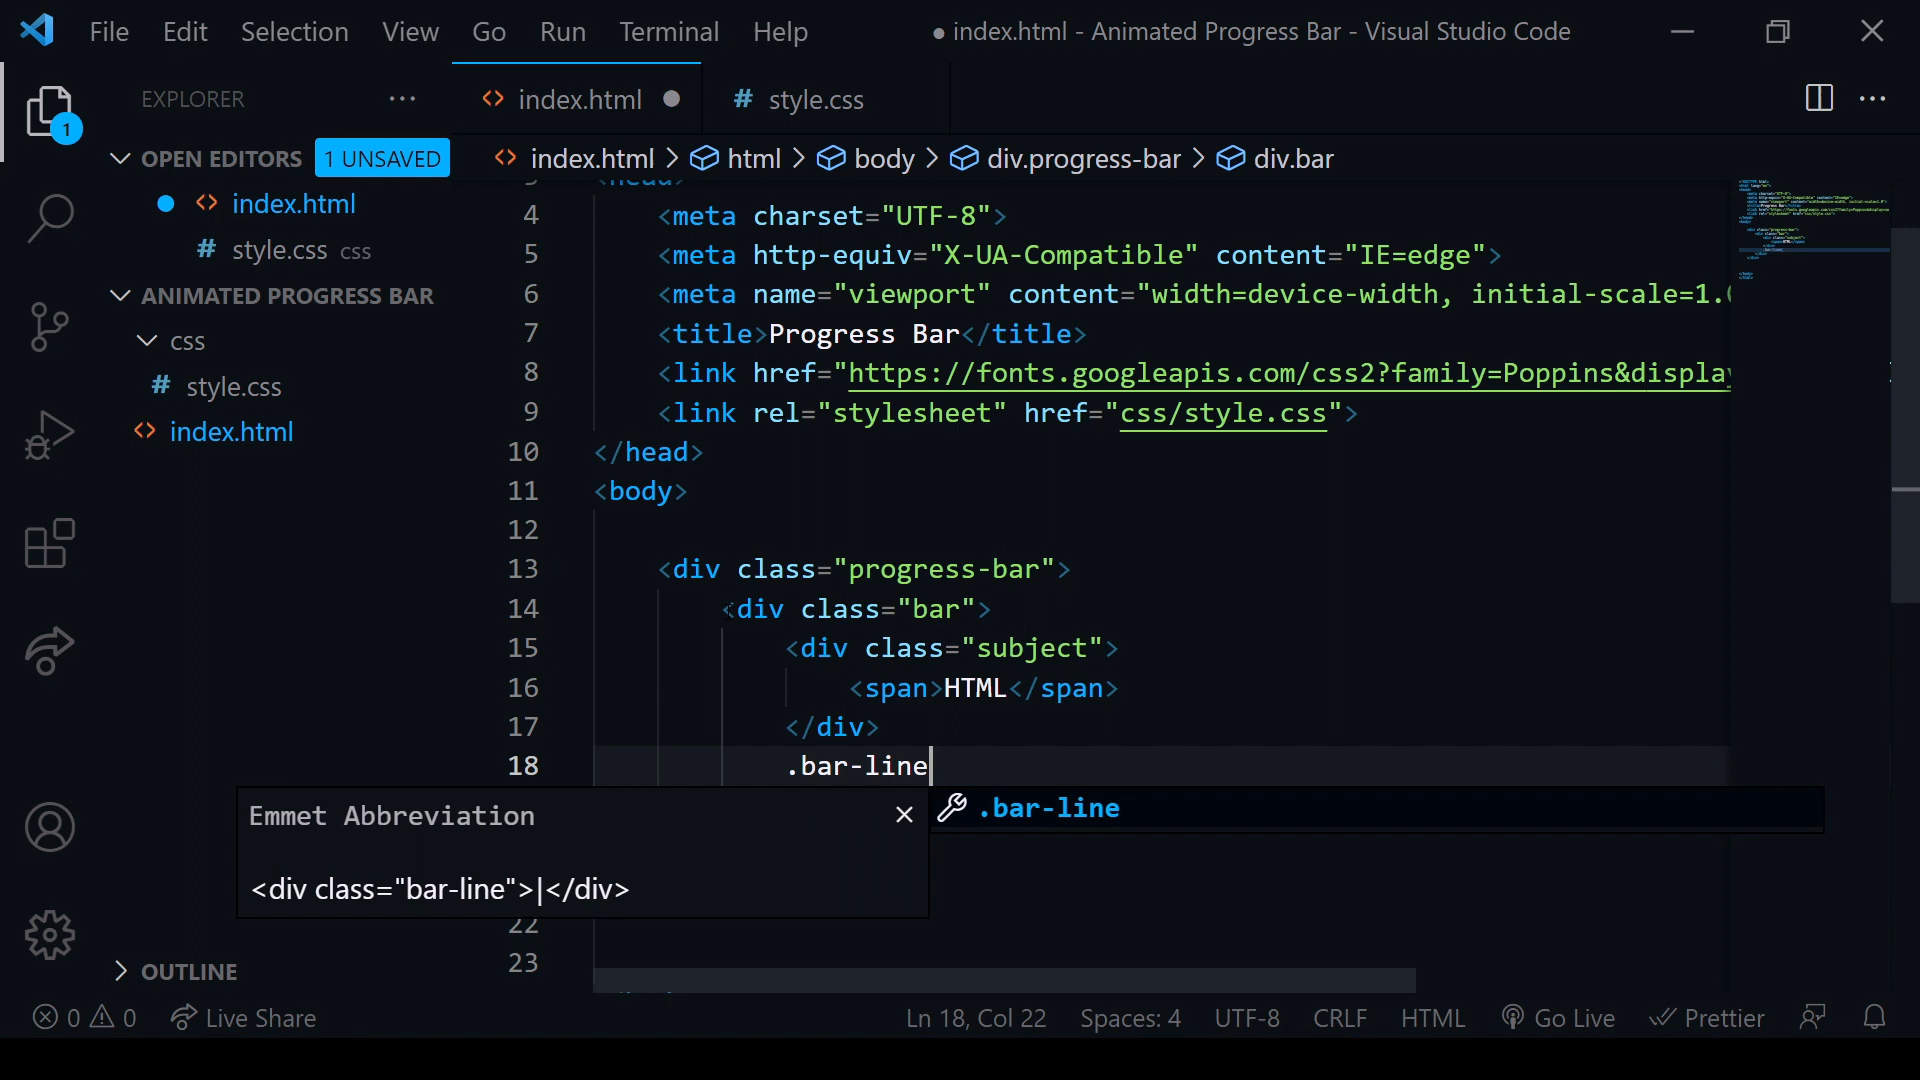 File Edit Selection View Go Run Terminal Help ● index.html - Animated Progress Bar - Visual Studio Code
EXPLORER ···
index.html ●
# style.css
1
OPEN EDITORS 1 UNSAVED
index.html > html > body > div.progress-bar > div.bar
● index.html
# style.css css
ANIMATED PROGRESS BAR
css
# style.css
index.html
OUTLINE
4 <meta charset="UTF-8">
5 <meta http-equiv="X-UA-Compatible" content="IE=edge">
6 <meta name="viewport" content="width=device-width, initial-scale=1.
7 <title>Progress Bar</title>
8 <link href="https://fonts.googleapis.com/css2?family=Poppins&display
9 <link rel="stylesheet" href="css/style.css">
10 </head>
11 <body>
12
13 <div class="progress-bar">
14 <div class="bar">
15 <div class="subject">
16 <span>HTML</span>
17 </div>
18 .bar-line
Emmet Abbreviation
.bar-line
<div class="bar-line">|</div>
22
23
0 0 Live Share Ln 18, Col 22 Spaces: 4 UTF-8 CRLF HTML Go Live Prettier